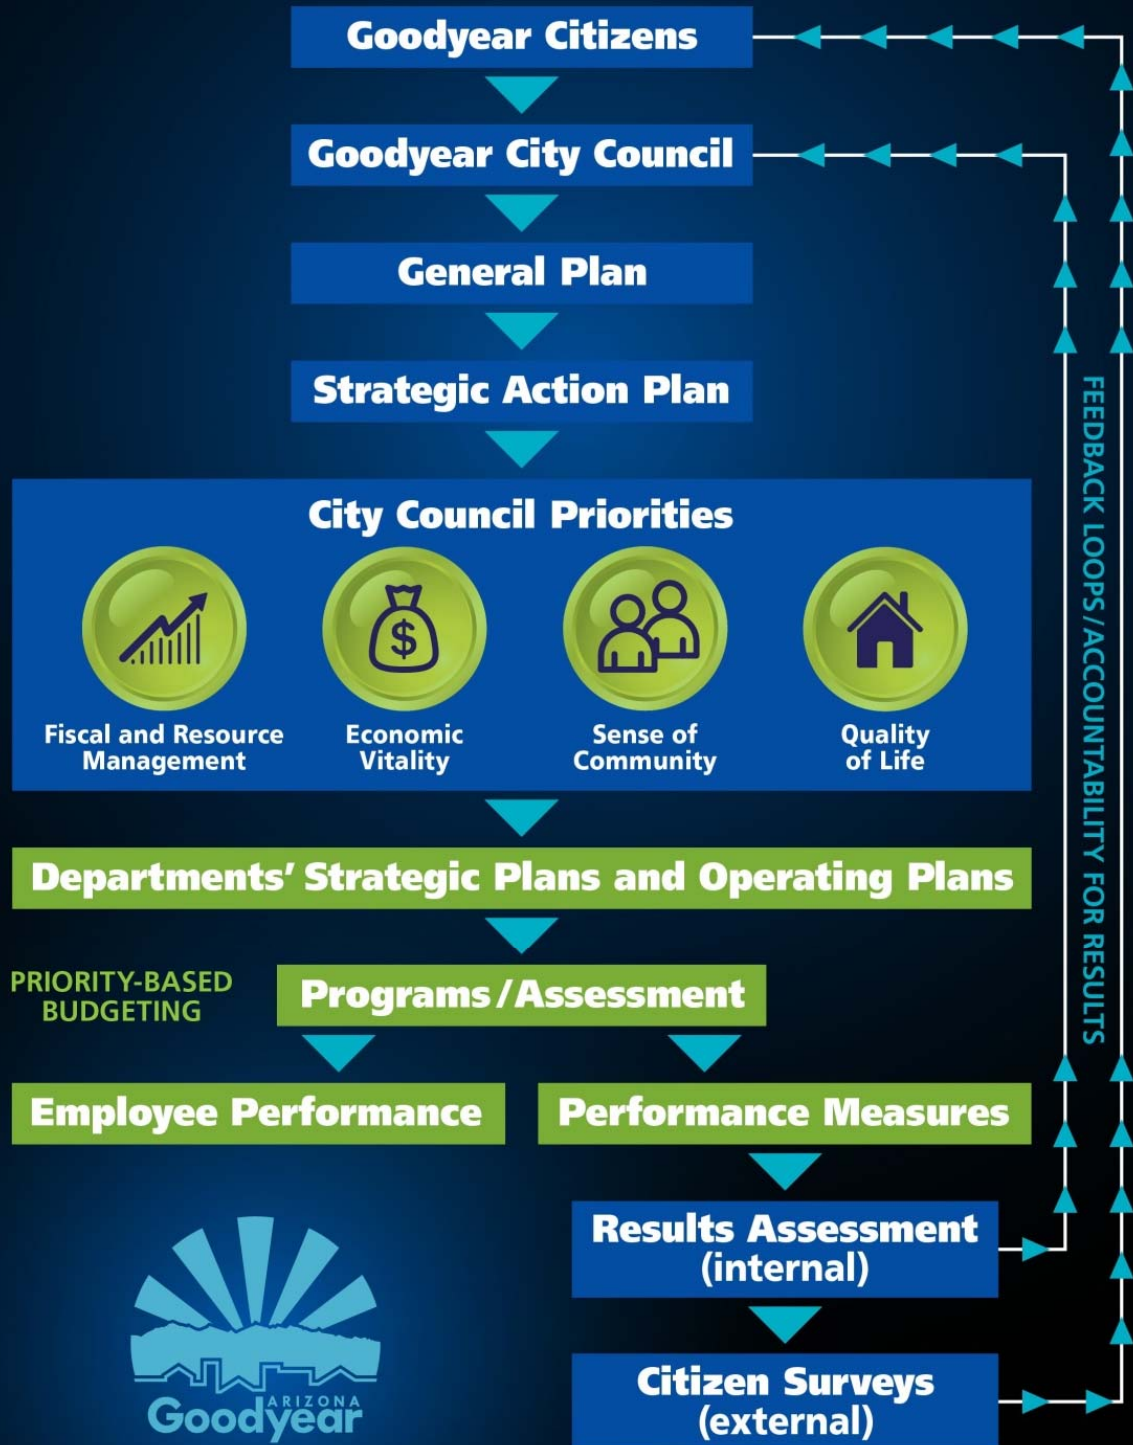 Goodyear Citizens
Goodyear City Council
General Plan
Strategic Action Plan
City Council Priorities
$
Fiscal and Resource
Management
Economic
Vitality
Sense of
Community
Quality
of Life
Departments' Strategic Plans and Operating Plans
PRIORITY-BASED
BUDGETING
Programs/Assessment
Employee Performance
Performance Measures
Results Assessment
(internal)
Citizen Surveys
(external)
FEEDBACK LOOPS/ACCOUNTABILITY FOR RESULTS
ARIZONA
Goodyear